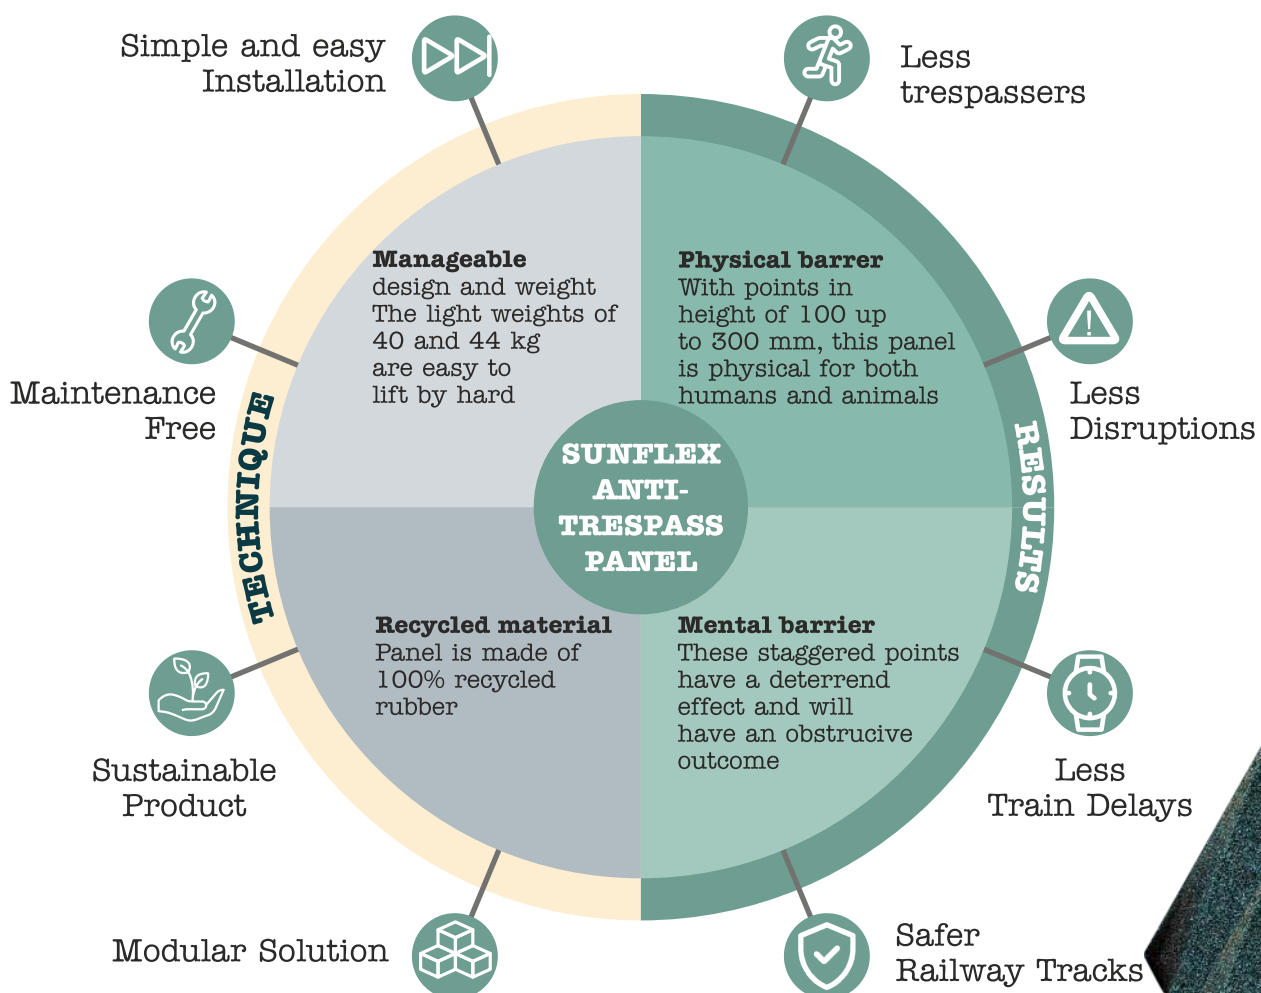 Simple and easy
Installation
Less
trespassers
Manageable
design and weight
The light weights of
40 and 44 kg
are easy to
lift by hard
Physical barrer
With points in
height of 100 up
to 300 mm, this panel
is physical for both
humans and animals
Maintenance
Free
Less
Disruptions
TECHNIQUE
SUNFLEX
ANTI-
TRESPASS
PANEL
RESULTS
Recycled material
Panel is made of
100% recycled
rubber
Mental barrier
These staggered points
have a deterrend
effect and will
have an obstrucive
outcome
Sustainable
Product
Less
Train Delays
Modular Solution
Safer
Railway Tracks